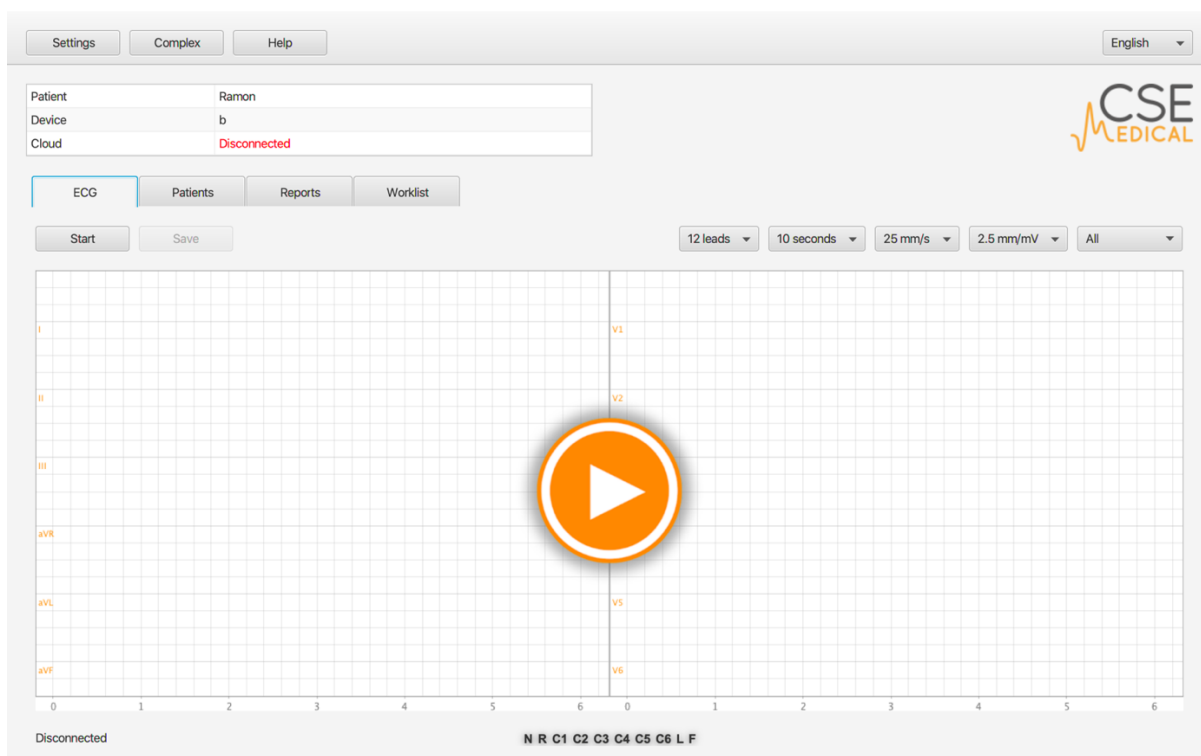 Settings Complex Help English
Patient Ramon
Device b
Cloud Disconnected
CSE
MEDICAL
ECG Patients Reports Worklist
Start Save 12 leads 10 seconds 25 mm/s 2.5 mm/mV All
I V1
II V2
III
aVR
aVL V5
aVF V6
0 1 2 3 4 5 6 0 1 2 3 4 5 6
Disconnected N R C1 C2 C3 C4 C5 C6 L F